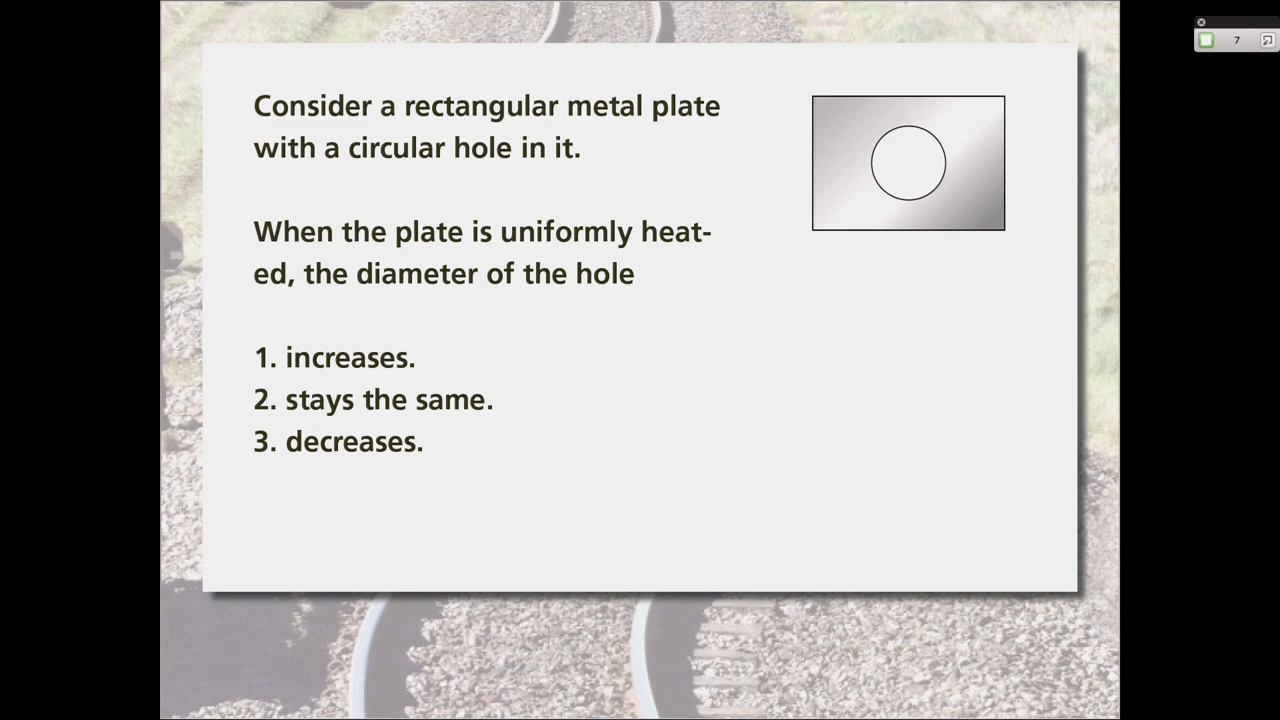 Consider a rectangular metal plate
with a circular hole in it.
When the plate is uniformly heat-
ed, the diameter of the hole
1. increases.
2. stays the same.
3. decreases.
7